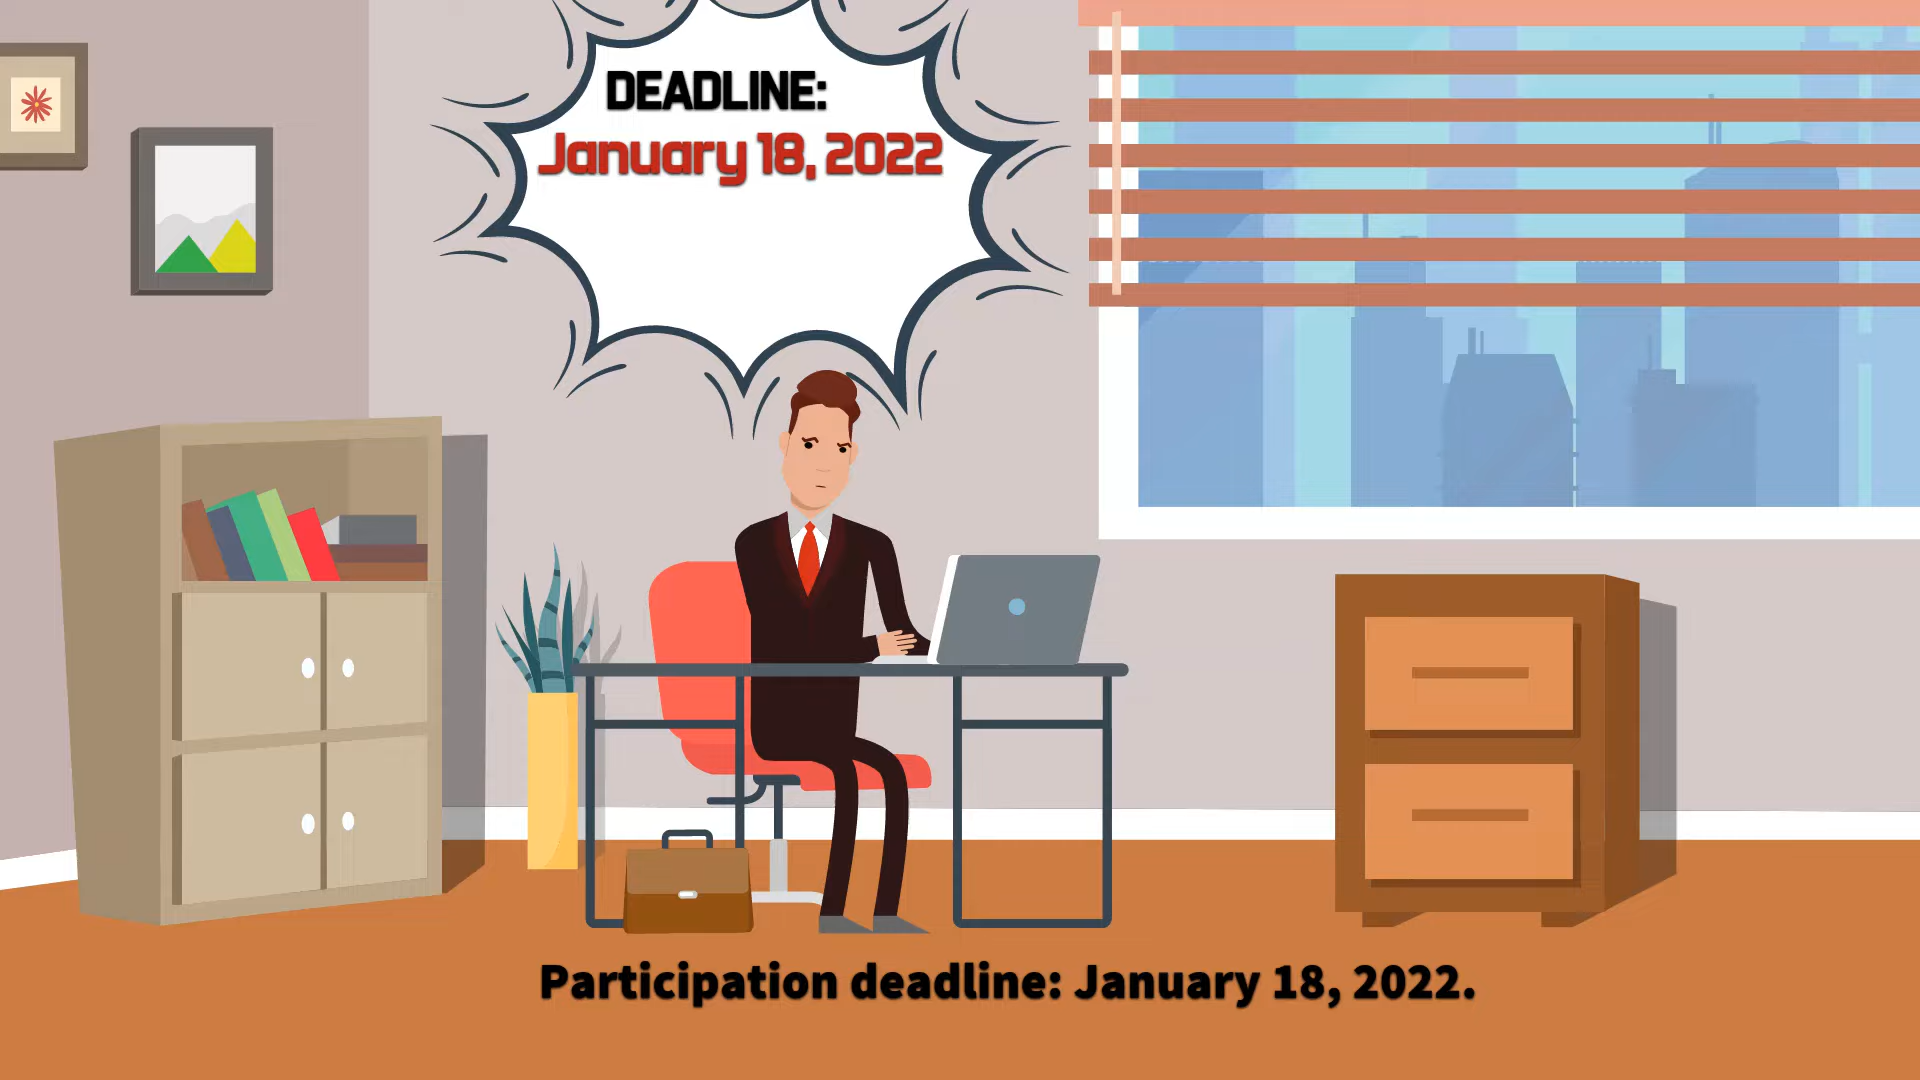 DEADLINE:
January 18, 2022
Participation deadline: January 18, 2022.